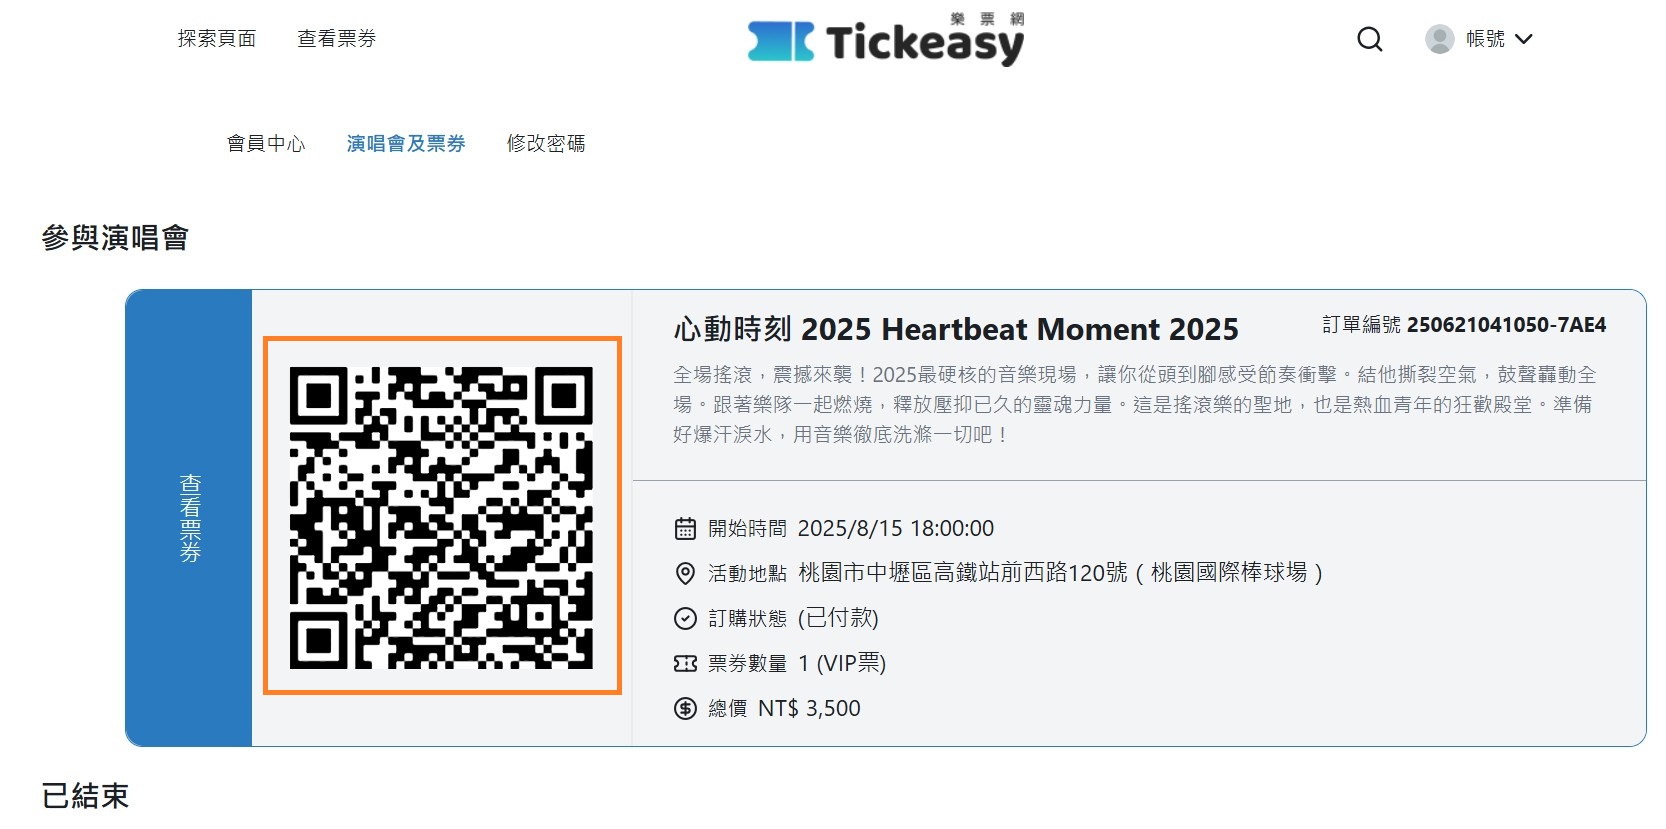 探索頁面
查看票券
樂票網
Tickeasy
帳號
會員中心
演唱會及票券
修改密碼
參與演唱會
查看票券
心動時刻 2025 Heartbeat Moment 2025
訂單編號 250621041050-7AE4
全場搖滾，震撼來襲！2025最硬核的音樂現場，讓你從頭到腳感受節奏衝擊。結他撕裂空氣，鼓聲轟動全
場。跟著樂隊一起燃燒，釋放壓抑已久的靈魂力量。這是搖滾樂的聖地，也是熱血青年的狂歡殿堂。準備
好爆汗淚水，用音樂徹底洗滌一切吧！
開始時間 2025/8/15 18:00:00
活動地點 桃園市中壢區高鐵站前西路120號（桃園國際棒球場）
訂購狀態 (已付款)
票券數量 1 (VIP票)
總價 NT$ 3,500
已結束